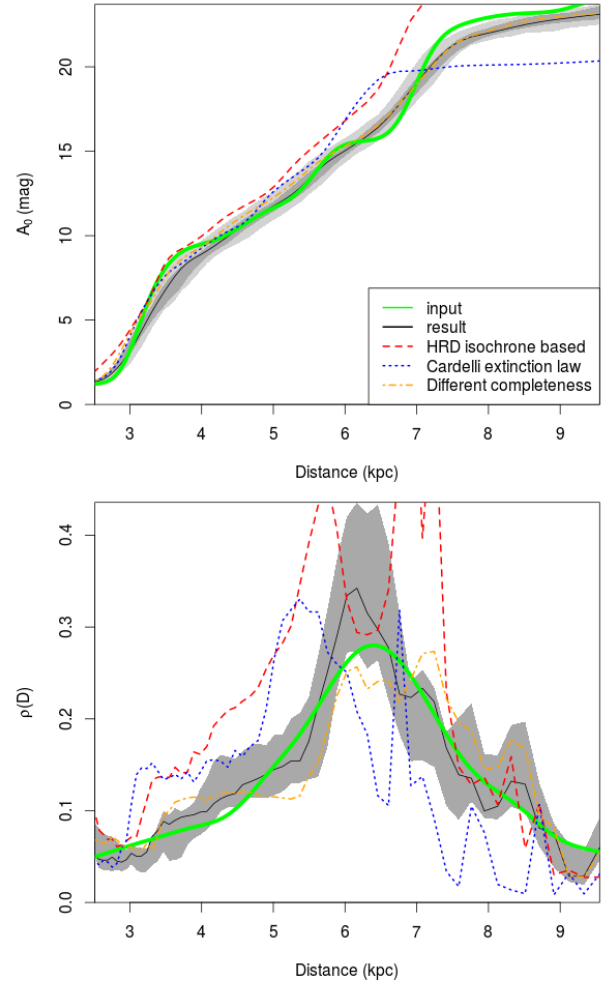 A₀ (mag)
20
15
10
5
0
input
result
HRD isochrone based
Cardelli extinction law
Different completeness
3 4 5 6 7 8 9
Distance (kpc)
ρ(D)
0.4
0.3
0.2
0.1
0.0
3 4 5 6 7 8 9
Distance (kpc)